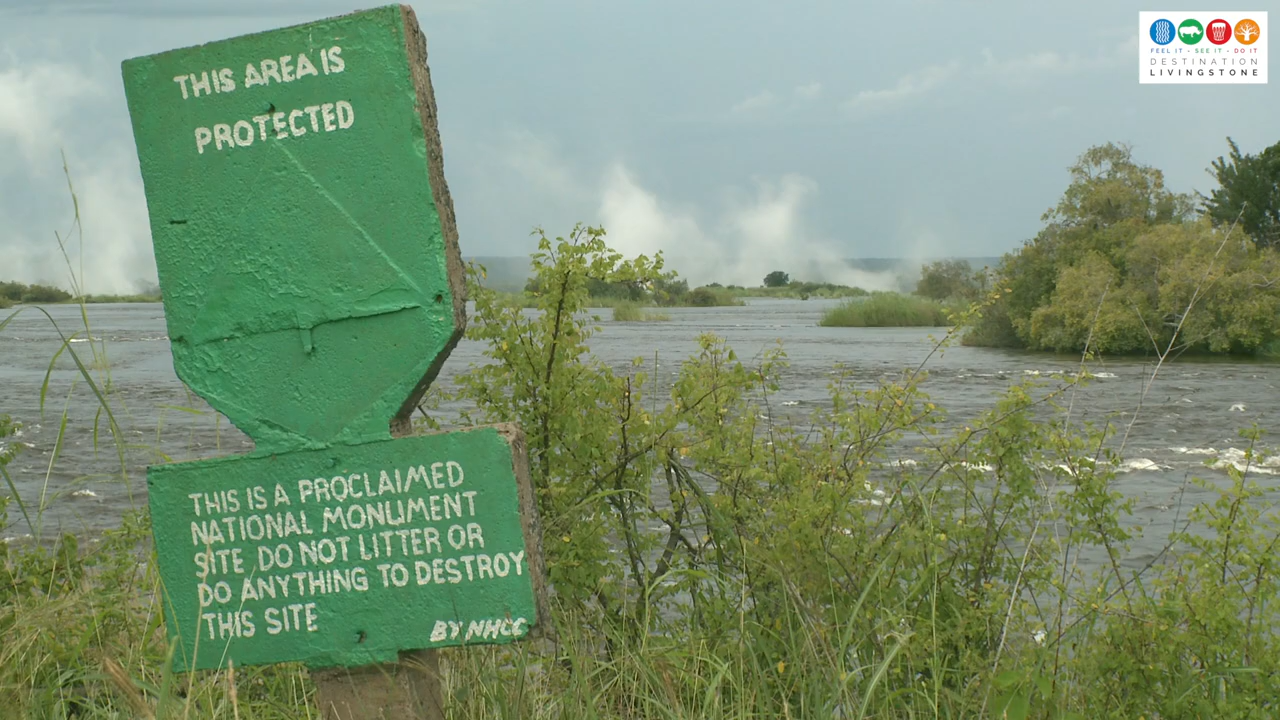 THIS AREA IS
PROTECTED
THIS IS A PROCLAIMED
NATIONAL MONUMENT
SITE DO NOT LITTER OR
DO ANYTHING TO DESTROY
THIS SITE
BY NHCC
FEEL IT - SEE IT - DO IT
DESTINATION
LIVINGSTONE